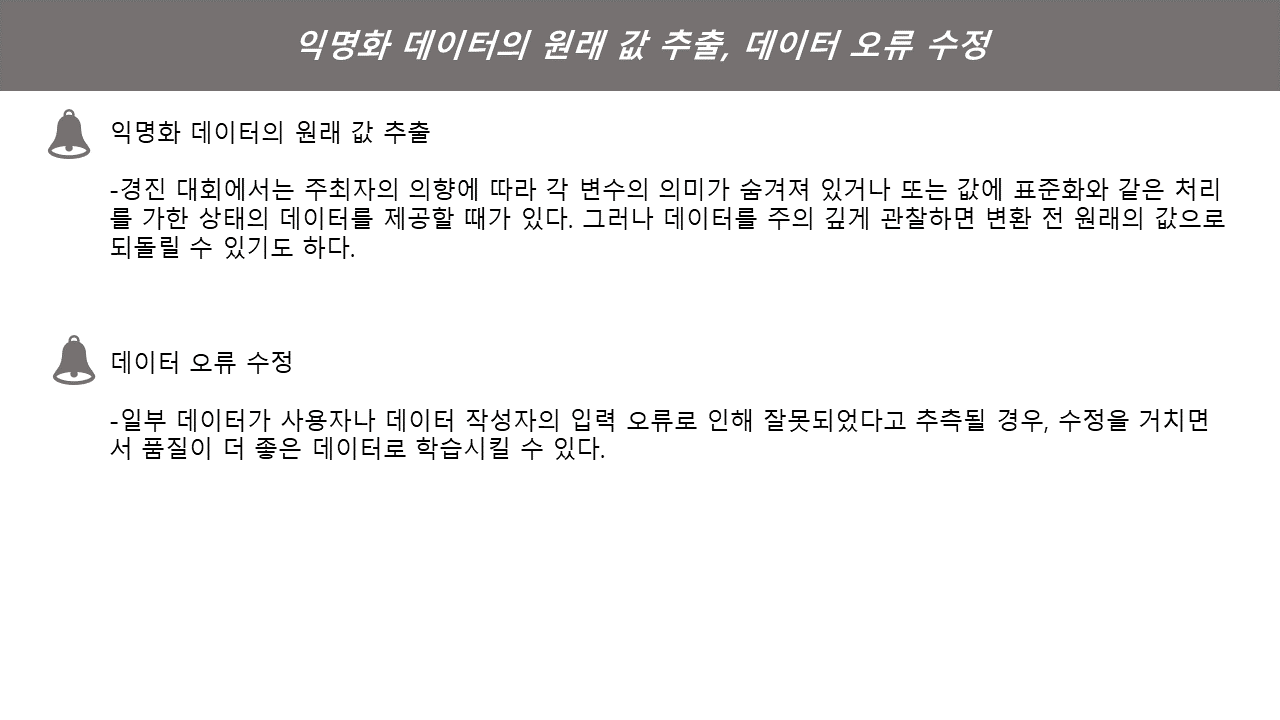 익명화 데이터의 원래 값 추출, 데이터 오류 수정
익명화 데이터의 원래 값 추출
-경진 대회에서는 주최자의 의향에 따라 각 변수의 의미가 숨겨져 있거나 또는 값에 표준화와 같은 처리
를 가한 상태의 데이터를 제공할 때가 있다. 그러나 데이터를 주의 깊게 관찰하면 변환 전 원래의 값으로
되돌릴 수 있기도 하다.
데이터 오류 수정
-일부 데이터가 사용자나 데이터 작성자의 입력 오류로 인해 잘못되었다고 추측될 경우, 수정을 거치면
서 품질이 더 좋은 데이터로 학습시킬 수 있다.